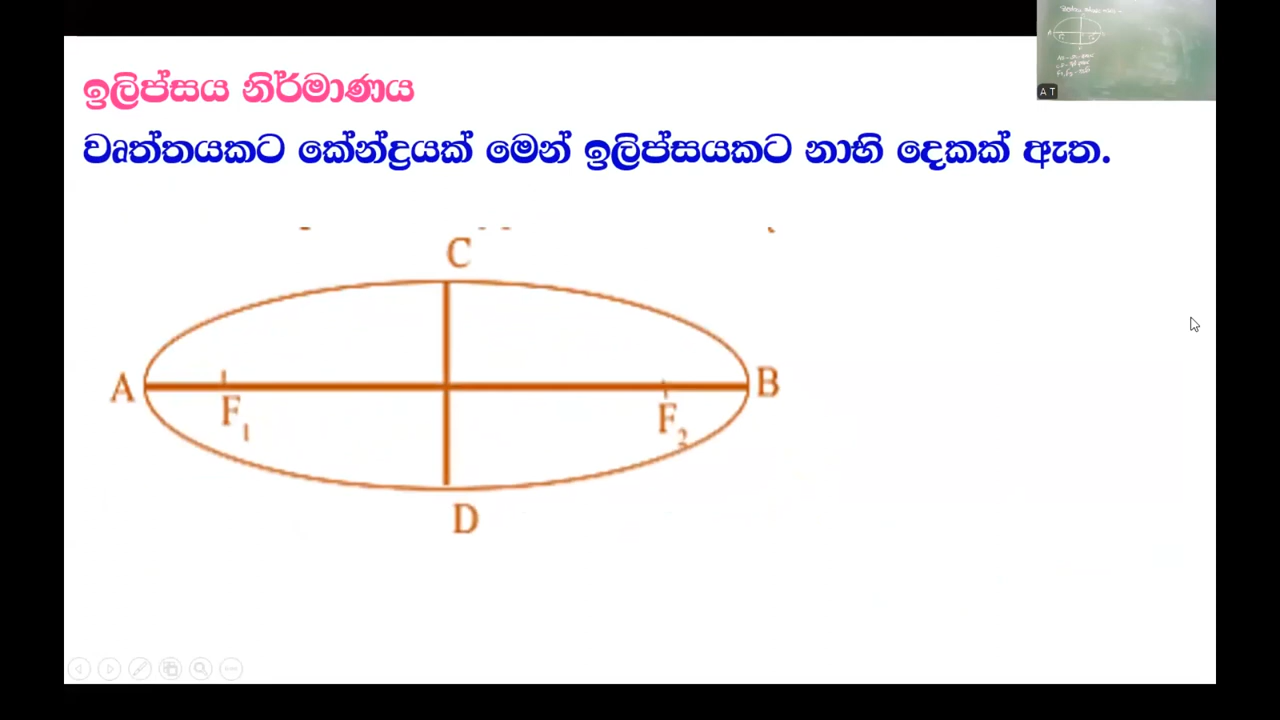 ඉලිප්සය නිර්මාණය
වෘත්තයකට කේන්ද්‍රයක් මෙන් ඉලිප්සයකට නාභි දෙකක් ඇත.
C
A
B
F1
F2
D
A T